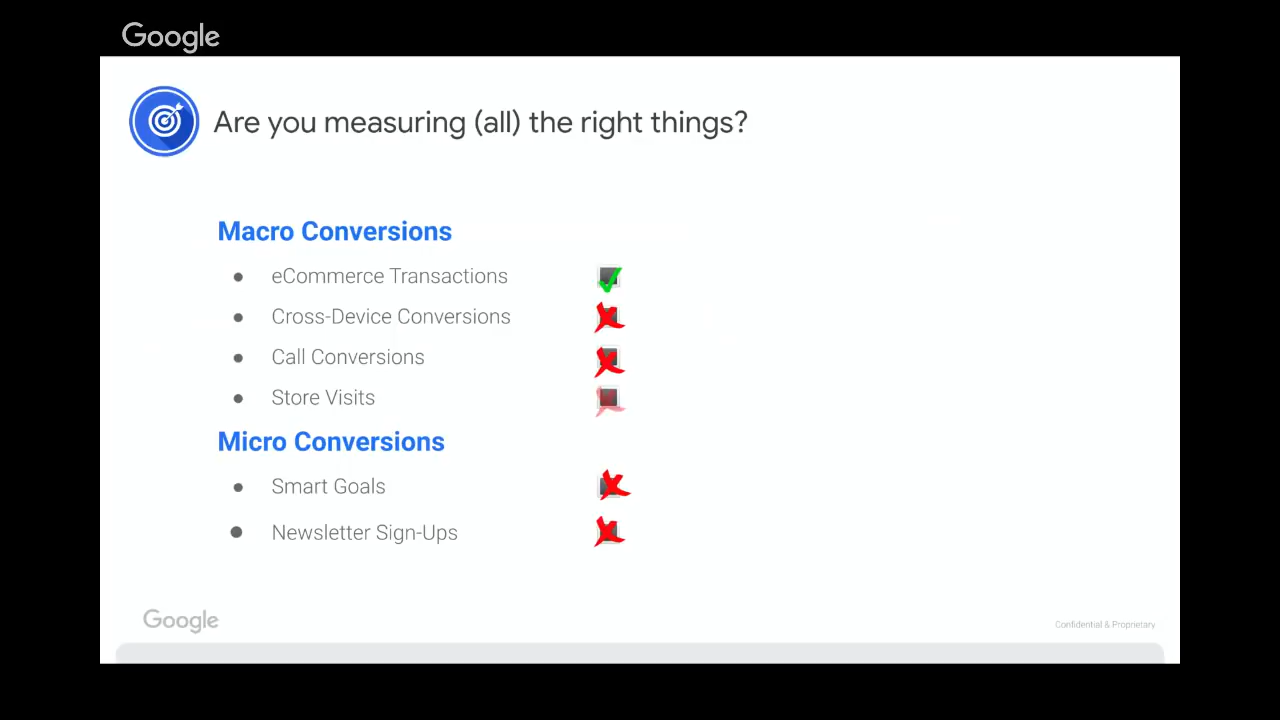 Google
Are you measuring (all) the right things?
Macro Conversions
● eCommerce Transactions
● Cross-Device Conversions
● Call Conversions
● Store Visits
Micro Conversions
● Smart Goals
● Newsletter Sign-Ups
Google
Confidential & Proprietary